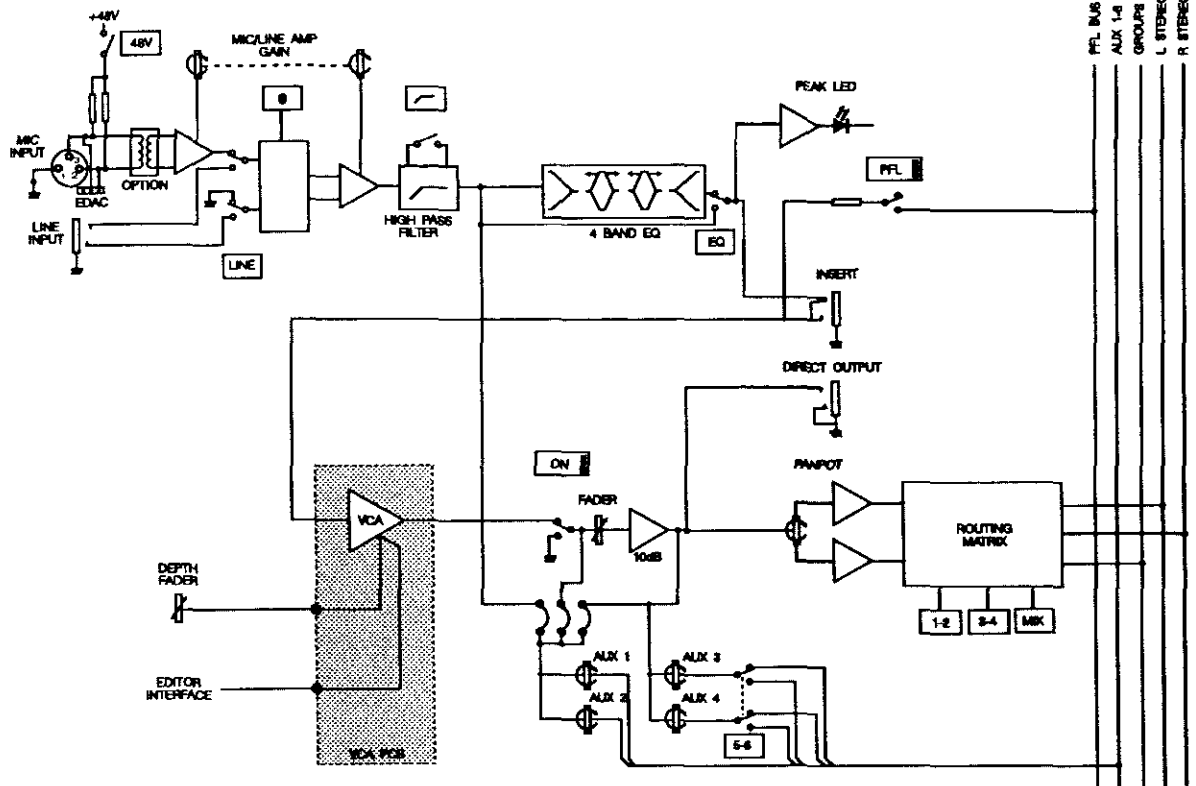 +48V
48V
MIC/LINE AMP
GAIN
PFL BUS
AUX 1-6
GROUPS
L STEREO
R STEREO
PEAK LED
MIC
INPUT
3
1
2
OPTION
EDAC
LINE
INPUT
LINE
HIGH PASS
FILTER
4 BAND EQ
EQ
PFL
INSERT
DIRECT OUTPUT
ON
FADER
PANPOT
VCA
10dB
ROUTING
MATRIX
DEPTH
FADER
1-2
3-4
MIX
AUX 1
AUX 3
AUX 2
AUX 4
EDITOR
INTERFACE
5-6
VCA PCB